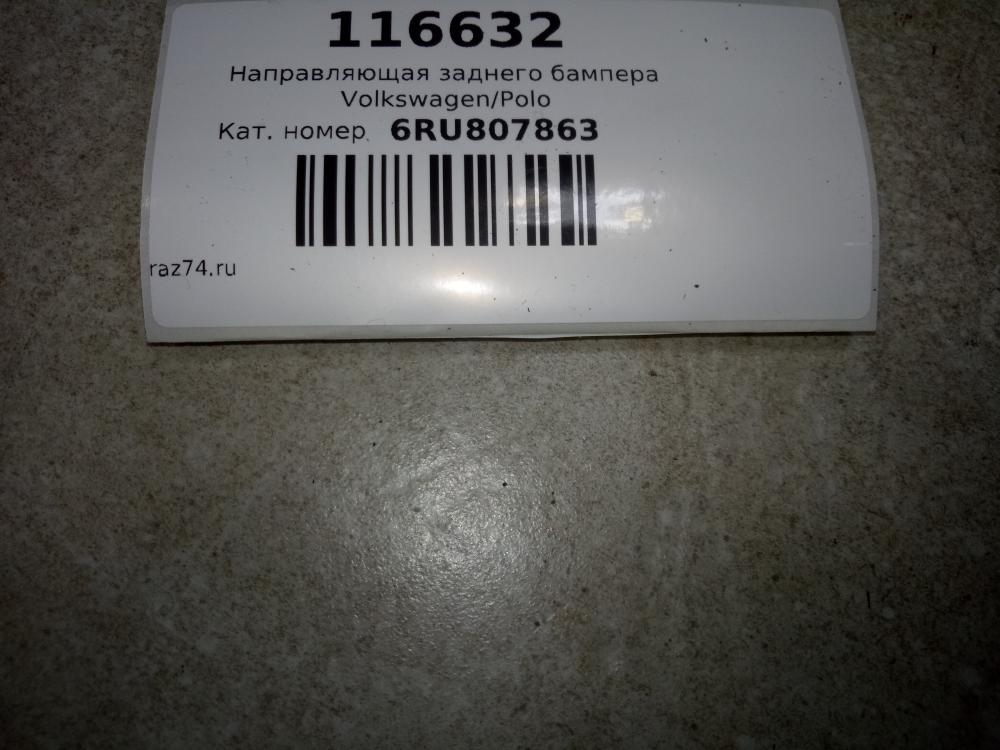 116632
Направляющая заднего бампера
Volkswagen/Polo
Кат. номер 6RU807863
raz74.ru